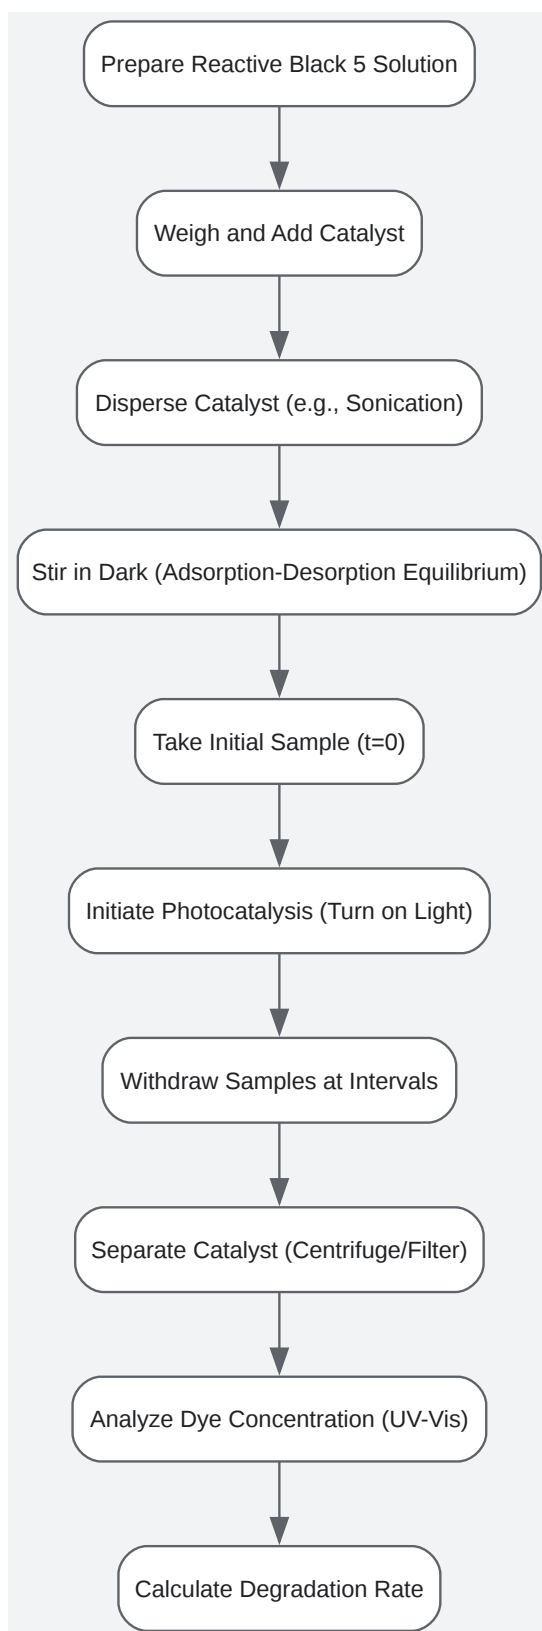 Prepare Reactive Black 5 Solution
Weigh and Add Catalyst
Disperse Catalyst (e.g., Sonication)
Stir in Dark (Adsorption-Desorption Equilibrium)
Take Initial Sample (t=0)
Initiate Photocatalysis (Turn on Light)
Withdraw Samples at Intervals
Separate Catalyst (Centrifuge/Filter)
Analyze Dye Concentration (UV-Vis)
Calculate Degradation Rate